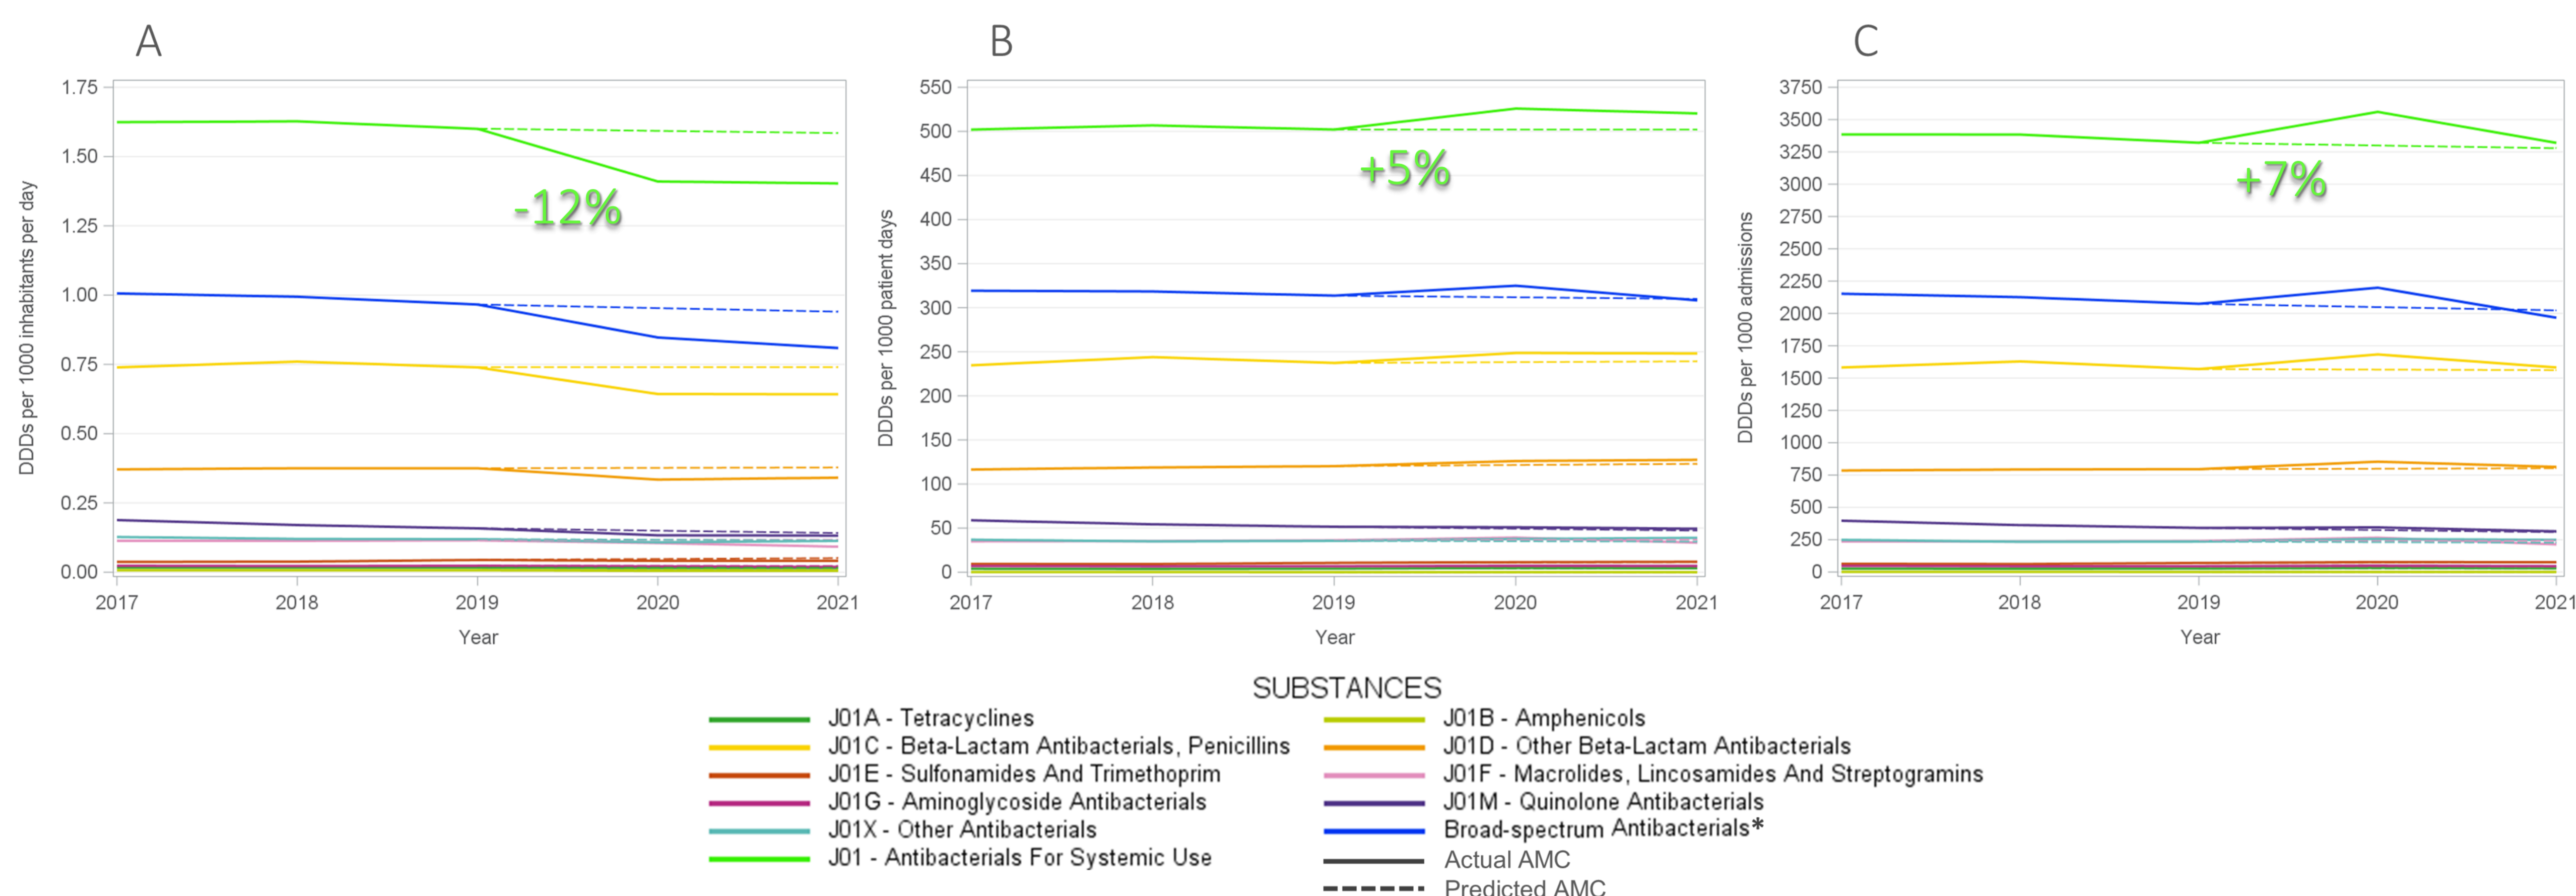 A
B
C
DDDs per 1000 inhabitants per day
1.75
1.50
1.25
1.00
0.75
0.50
0.25
0.00
-12%
2017 2018 2019 2020 2021
Year
DDDs per 1000 patient days
550
500
450
400
350
300
250
200
150
100
50
0
+5%
2017 2018 2019 2020 2021
Year
DDDs per 1000 admissions
3750
3500
3250
3000
2750
2500
2250
2000
1750
1500
1250
1000
750
500
250
0
+7%
2017 2018 2019 2020 2021
Year
SUBSTANCES
J01A - Tetracyclines
J01B - Amphenicols
J01C - Beta-Lactam Antibacterials, Penicillins
J01D - Other Beta-Lactam Antibacterials
J01E - Sulfonamides And Trimethoprim
J01F - Macrolides, Lincosamides And Streptogramins
J01G - Aminoglycoside Antibacterials
J01M - Quinolone Antibacterials
J01X - Other Antibacterials
Broad-spectrum Antibacterials*
J01 - Antibacterials For Systemic Use
Actual AMC
Predicted AMC